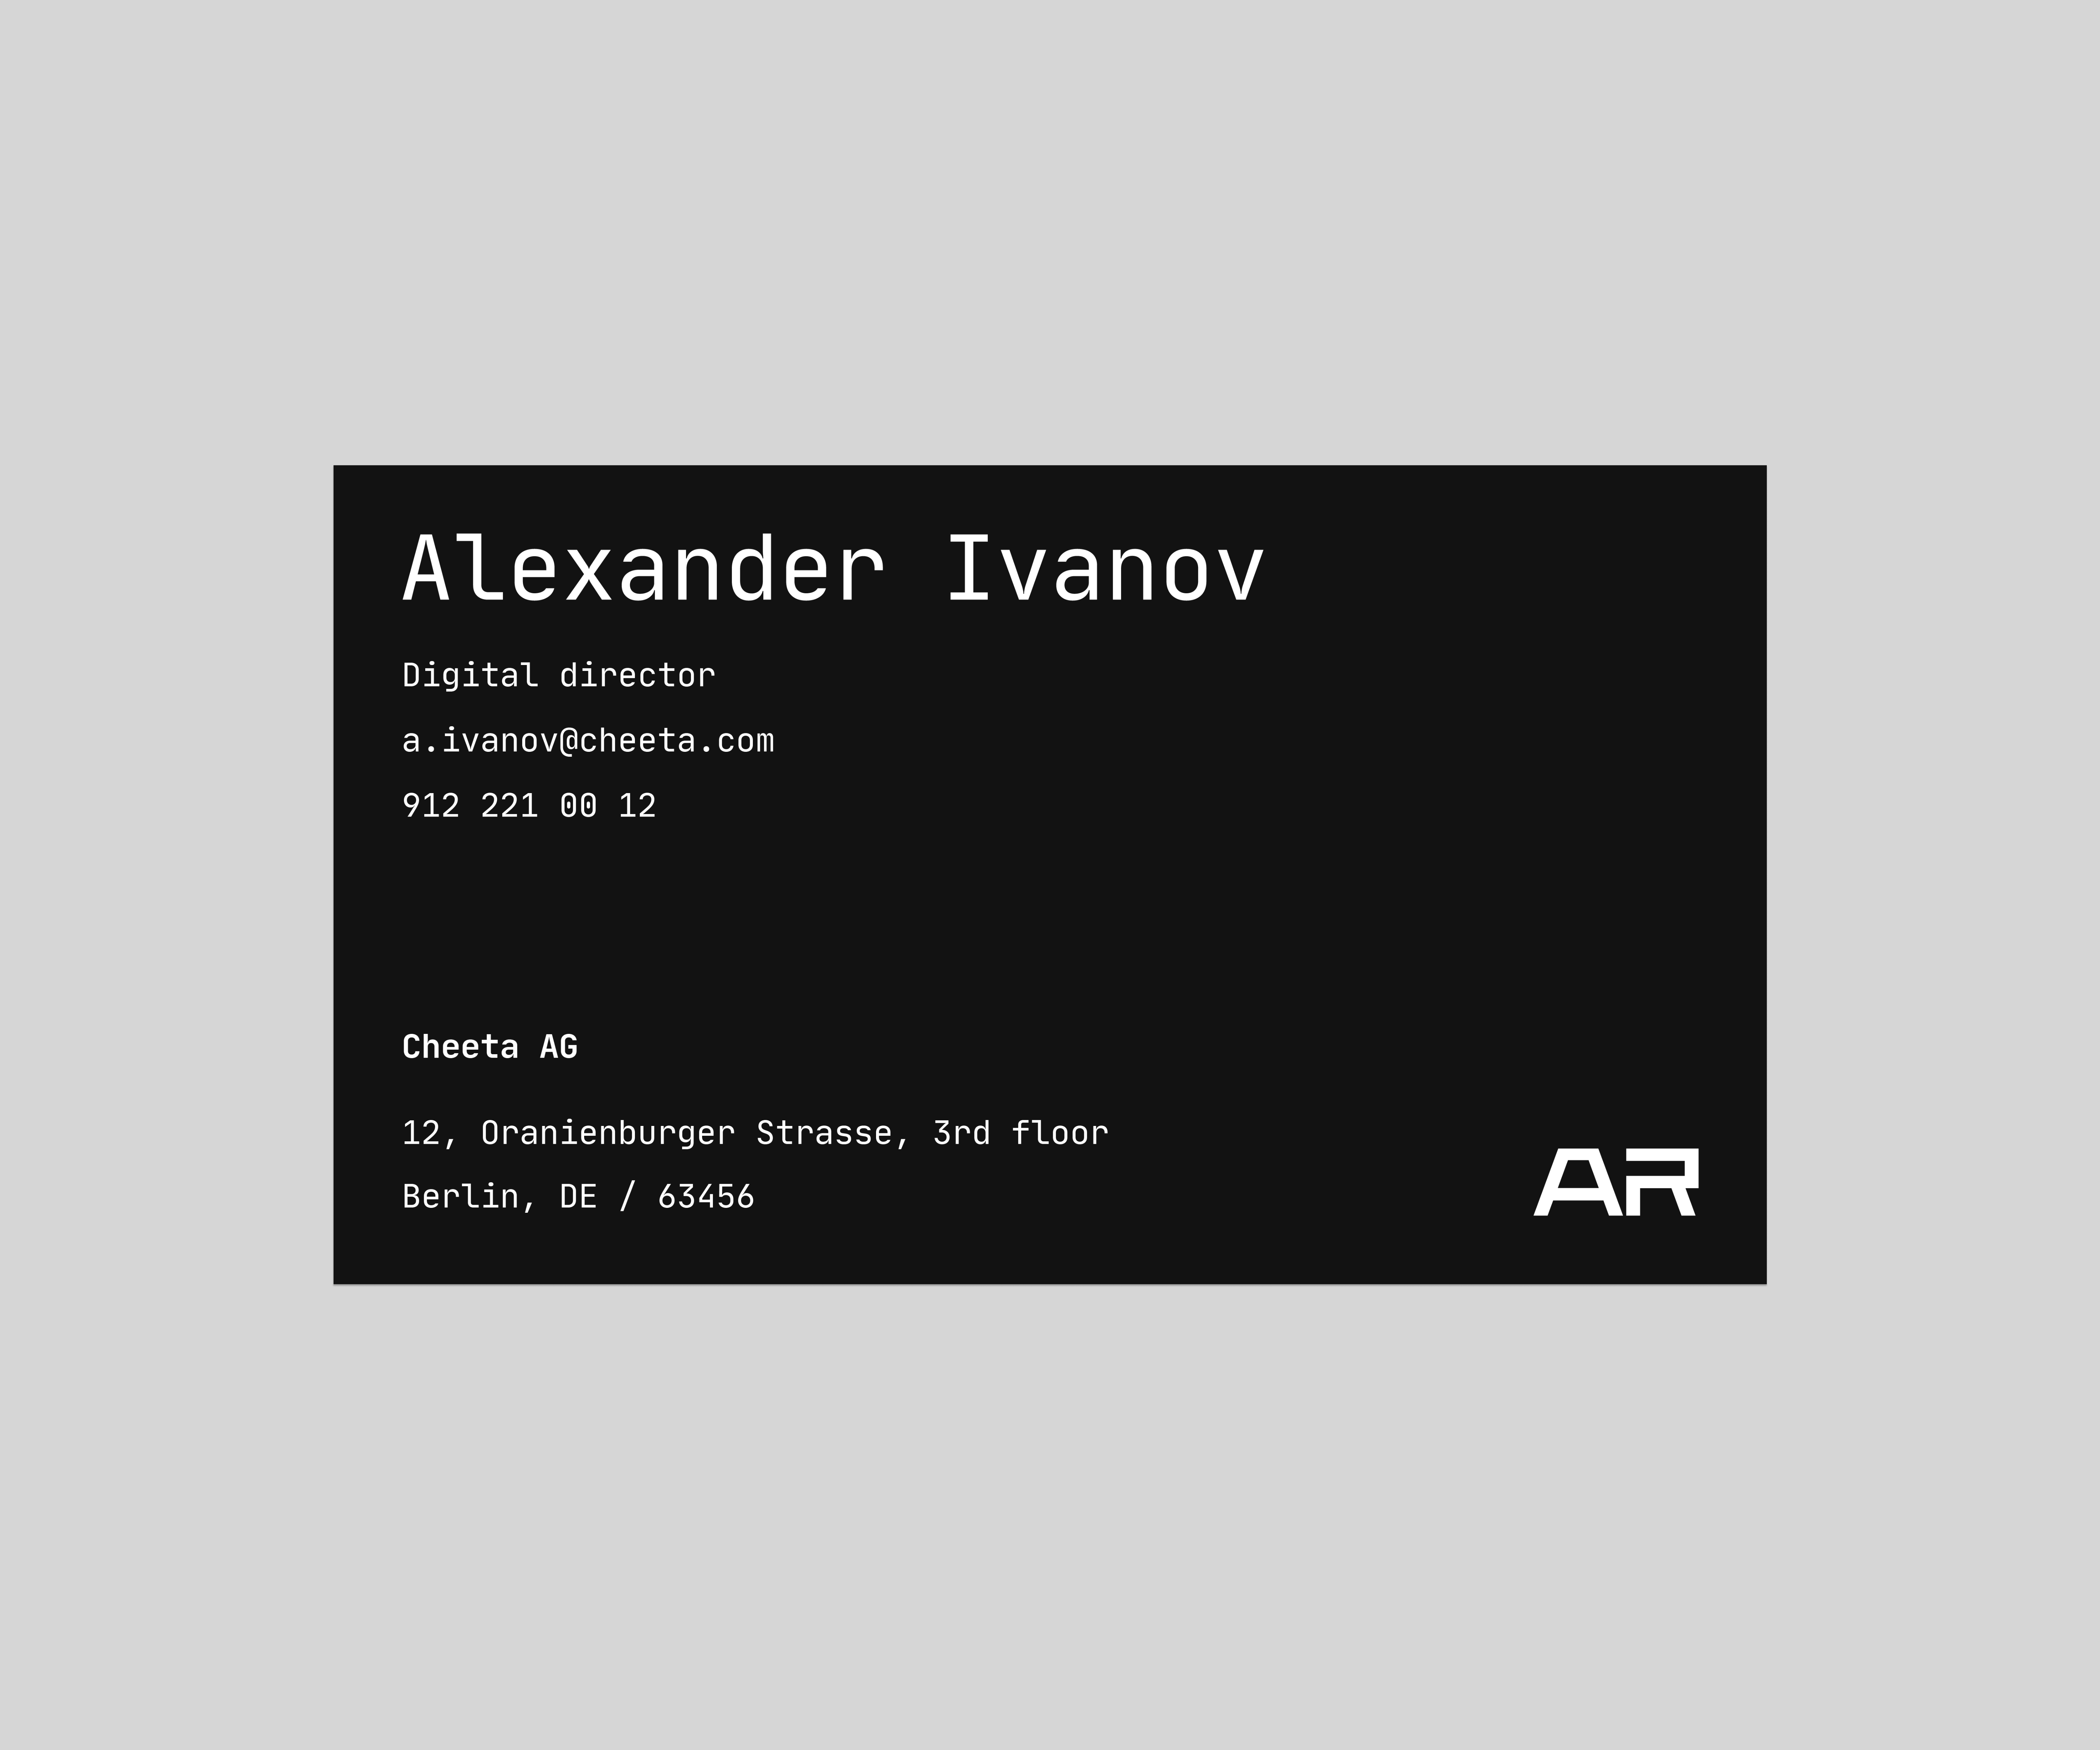 Alexander Ivanov
Digital director
a.ivanov@cheeta.com
912 221 00 12
Cheeta AG
12, Oranienburger Strasse, 3rd floor
Berlin, DE / 63456
AR